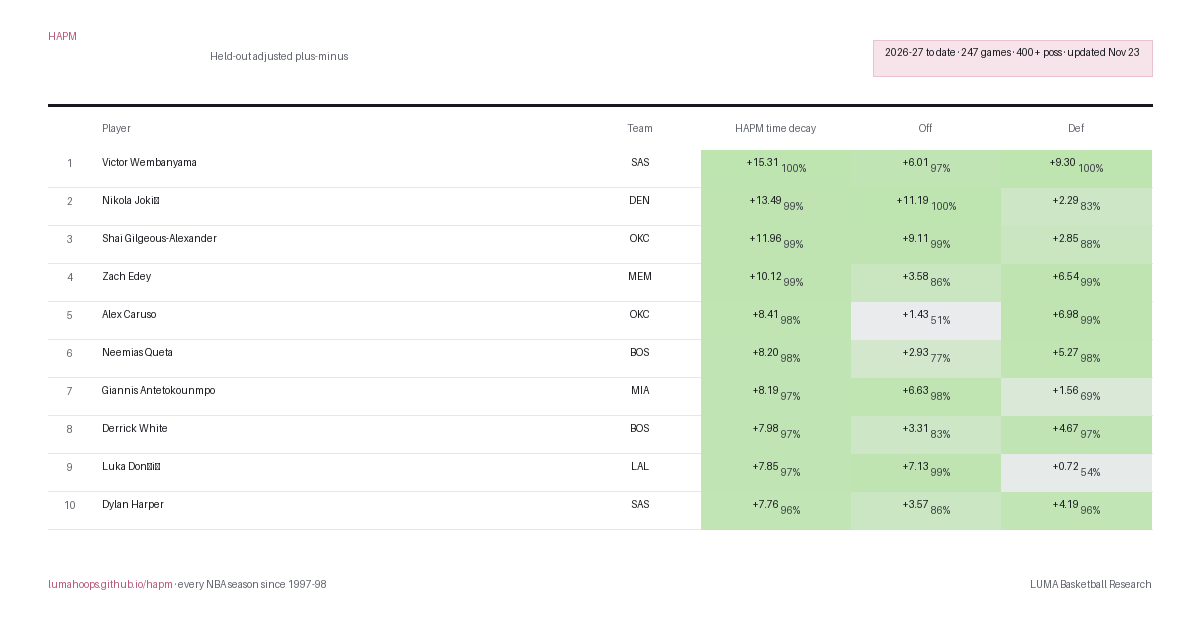 HAPM
Held-out adjusted plus-minus
2026-27 to date · 247 games · 400+ poss · updated Nov 23
Player Team HAPM time decay Off Def
1 Victor Wembanyama SAS +15.31 100% +6.01 97% +9.30 100%
2 Nikola Joki□ DEN +13.49 99% +11.19 100% +2.29 83%
3 Shai Gilgeous-Alexander OKC +11.96 99% +9.11 99% +2.85 88%
4 Zach Edey MEM +10.12 99% +3.58 86% +6.54 99%
5 Alex Caruso OKC +8.41 98% +1.43 51% +6.98 99%
6 Neemias Queta BOS +8.20 98% +2.93 77% +5.27 98%
7 Giannis Antetokounmpo MIA +8.19 97% +6.63 98% +1.56 69%
8 Derrick White BOS +7.98 97% +3.31 83% +4.67 97%
9 Luka Don□i□ LAL +7.85 97% +7.13 99% +0.72 54%
10 Dylan Harper SAS +7.76 96% +3.57 86% +4.19 96%
lumahoops.github.io/hapm · every NBA season since 1997-98
LUMA Basketball Research